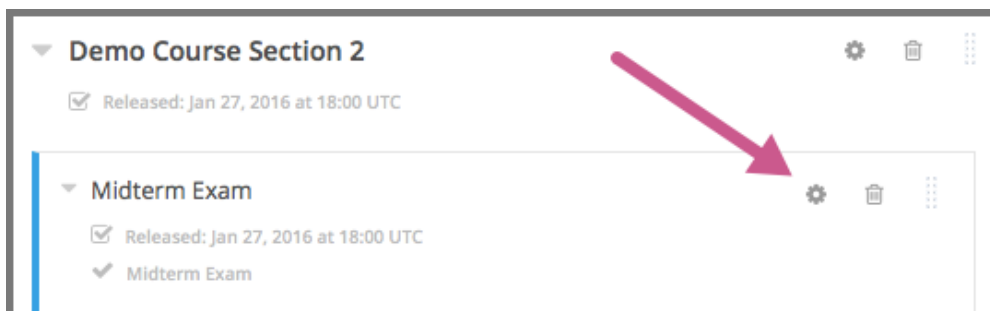 Demo Course Section 2
Released: Jan 27, 2016 at 18:00 UTC
Midterm Exam
Released: Jan 27, 2016 at 18:00 UTC
Midterm Exam